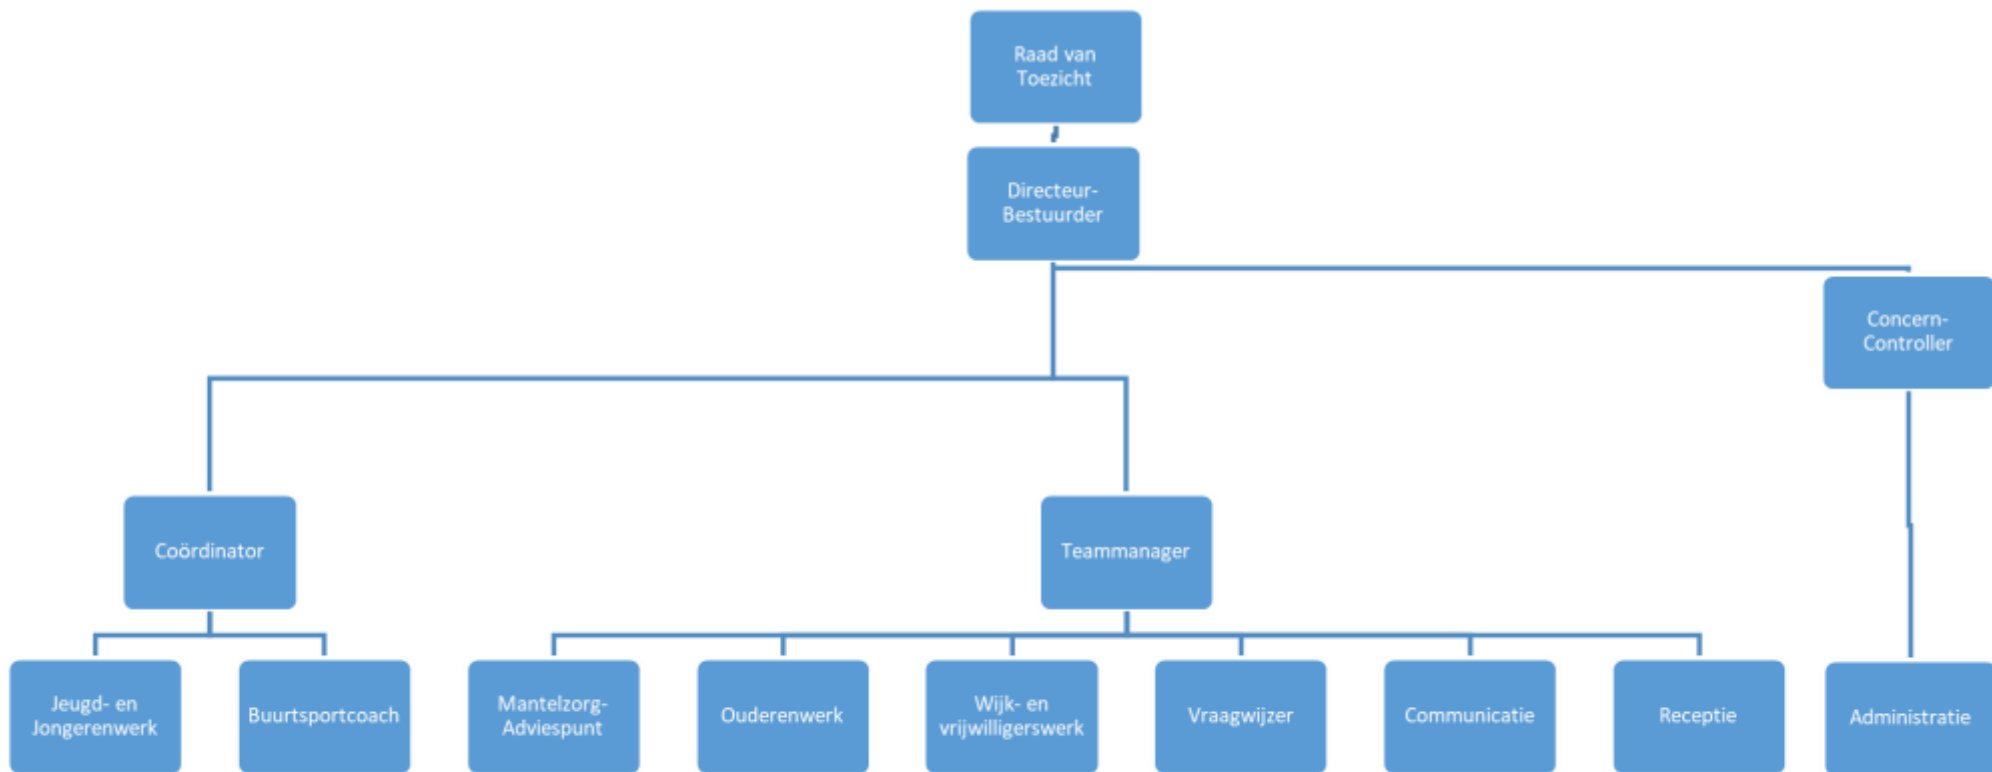 Raad van
Toezicht
Directeur-
Bestuurder
Concern-
Controller
Coördinator
Teammanager
Jeugd- en
Jongerenwerk
Buurtsportcoach
Mantelzorg-
Adviespunt
Ouderenwerk
Wijk- en
vrijwilligerswerk
Vraagwijzer
Communicatie
Receptie
Administratie